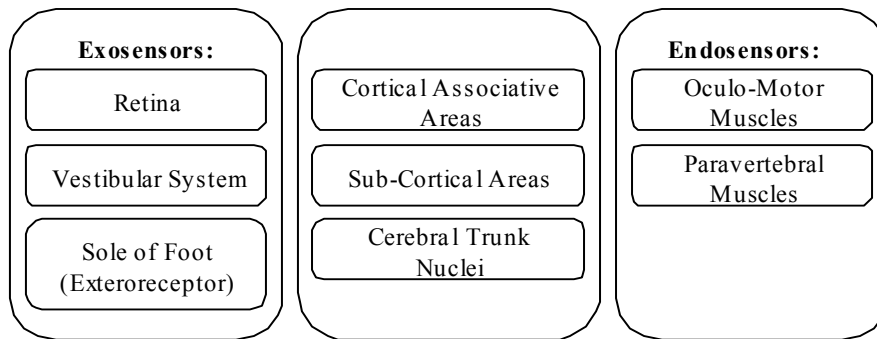 Exosensors:
Retina
Vestibular System
Sole of Foot
(Exteroreceptor)
Cortical Associative
Areas
Sub-Cortical Areas
Cerebral Trunk
Nuclei
Endosensors:
Oculo-Motor
Muscles
Paravertebral
Muscles